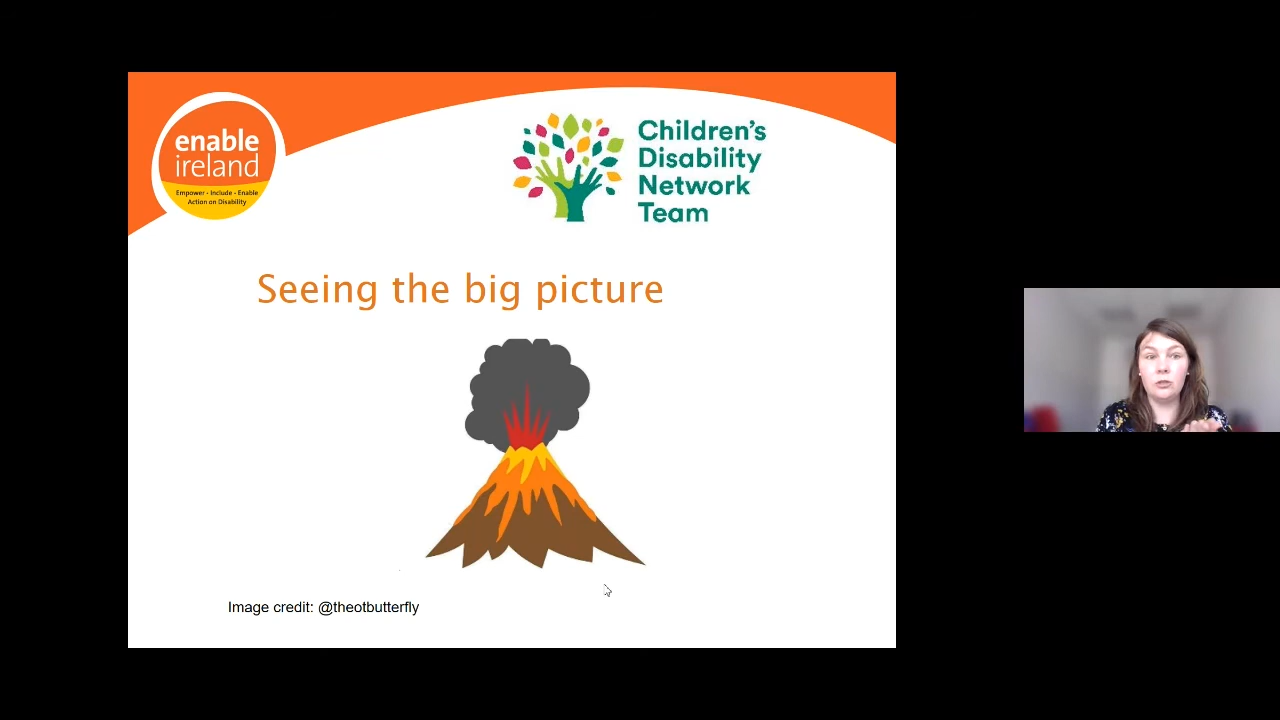 enable
ireland
Empower • Include • Enable
Action on Disability
Children's
Disability
Network
Team
Seeing the big picture
Image credit: @theotbutterfly